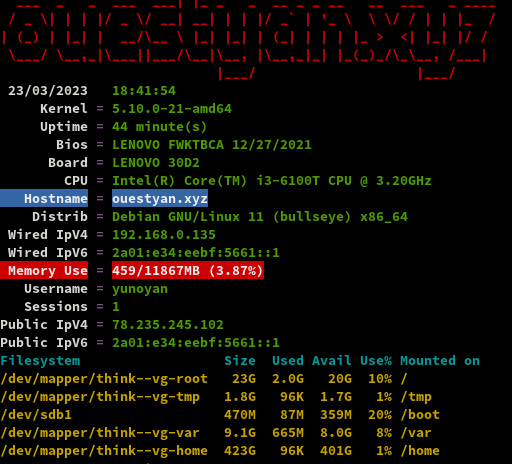 23/03/2023 18:41:54
Kernel = 5.10.0-21-amd64
Uptime = 44 minute(s)
Bios = LENOVO FWKTBCA 12/27/2021
Board = LENOVO 30D2
CPU = Intel(R) Core(TM) i3-6100T CPU @ 3.20GHz
Hostname = ouestyan.xyz
Distrib = Debian GNU/Linux 11 (bullseye) x86_64
Wired IpV4 = 192.168.0.135
Wired IpV6 = 2a01:e34:eebf:5661::1
Memory Use = 459/11867MB (3.87%)
Username = yunoyan
Sessions = 1
Public IpV4 = 78.235.245.102
Public IpV6 = 2a01:e34:eebf:5661::1
Filesystem Size Used Avail Use% Mounted on
/dev/mapper/think--vg-root 23G 2.0G 20G 10% /
/dev/mapper/think--vg-tmp 1.8G 96K 1.7G 1% /tmp
/dev/sdb1 470M 87M 359M 20% /boot
/dev/mapper/think--vg-var 9.1G 665M 8.0G 8% /var
/dev/mapper/think--vg-home 423G 96K 401G 1% /home